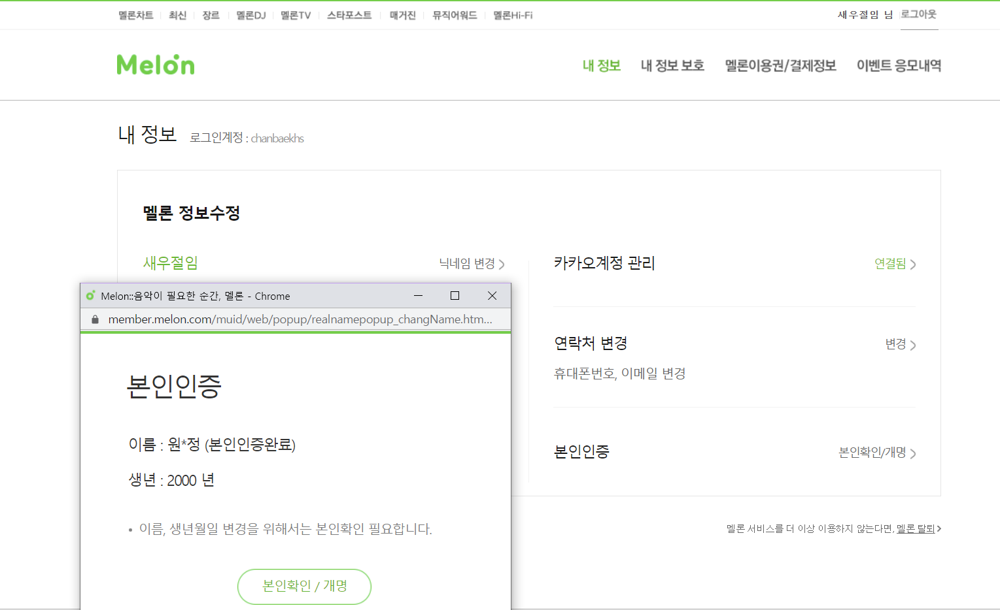 멜론차트 최신 장르 멜론DJ 멜론TV 스타포스트 매거진 뮤직어워드 멜론Hi-Fi 새우절임 님 로그아웃
Melon 내 정보 내 정보 보호 멜론이용권/결제정보 이벤트 응모내역
내 정보 로그인계정 : chanbaekhs
멜론 정보수정
새우절임 닉네임 변경 카카오계정 관리 연결됨
연락처 변경 변경
휴대폰번호, 이메일 변경
본인인증 본인확인/개명
멜론 서비스를 더 이상 이용하지 않는다면, 멜론 탈퇴
Melon::음악이 필요한 순간, 멜론 - Chrome
member.melon.com/muid/web/popup/realnamepopup_changName.htm...
본인인증
이름 : 원*정 (본인인증완료)
생년 : 2000 년
• 이름, 생년월일 변경을 위해서는 본인확인 필요합니다.
본인확인 / 개명